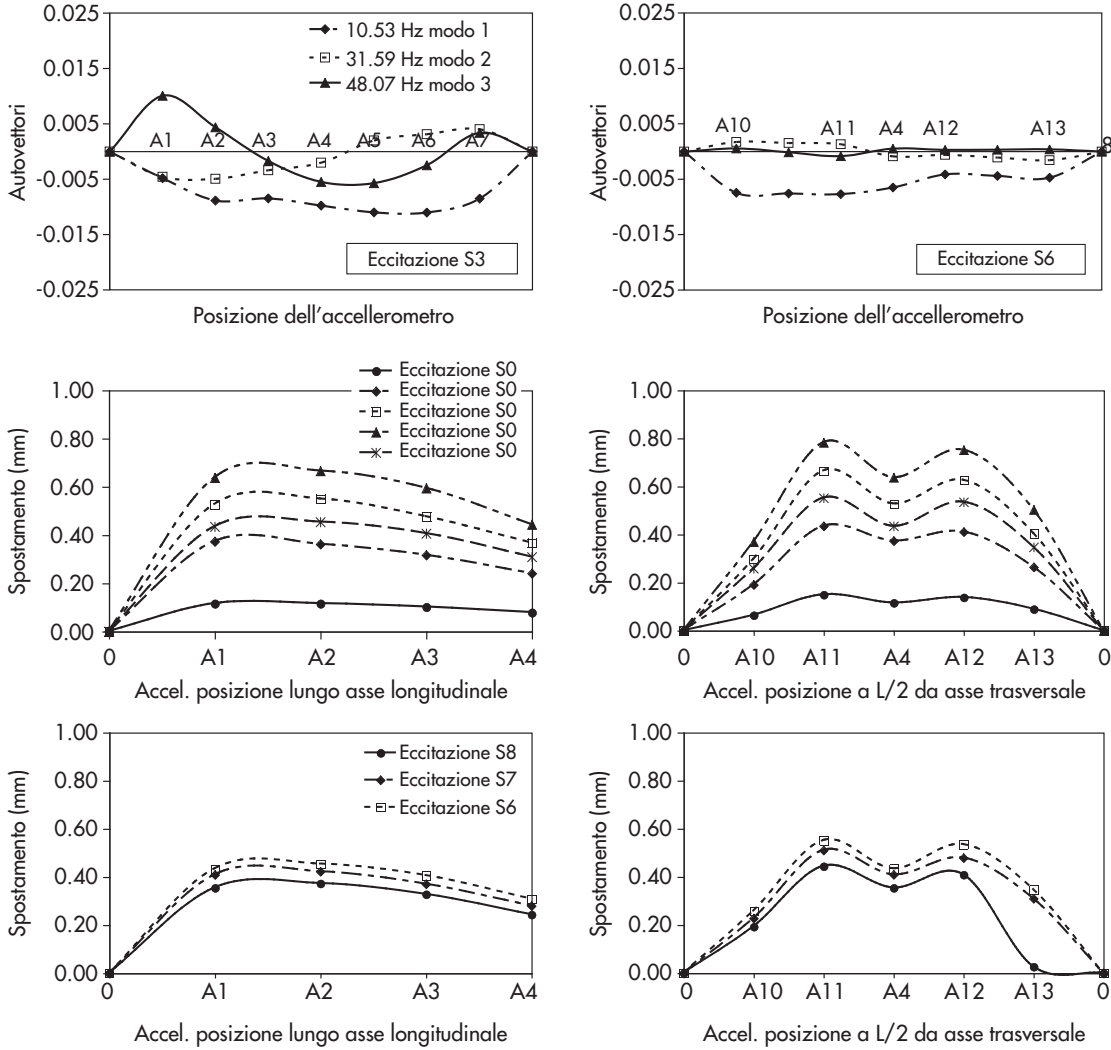 0.025
0.015
0.005
-0.005
-0.015
-0.025
Autovettori
10.53 Hz modo 1
31.59 Hz modo 2
48.07 Hz modo 3
A1 A2 A3 A4 A5 A6 A7
Eccitazione S3
Posizione dell'accellerometro
0.025
0.015
0.005
-0.005
-0.015
-0.025
Autovettori
A10 A11 A4 A12 A13
Eccitazione S6
Posizione dell'accellerometro
Eccitazione S0
Eccitazione S0
Eccitazione S0
Eccitazione S0
Eccitazione S0
1.00
0.80
0.60
0.40
0.20
0.00
Spostamento (mm)
0 A1 A2 A3 A4
Accel. posizione lungo asse longitudinale
1.00
0.80
0.60
0.40
0.20
0.00
Spostamento (mm)
0 A10 A11 A4 A12 A13 0
Accel. posizione a L/2 da asse trasversale
1.00
0.80
0.60
0.40
0.20
0.00
Spostamento (mm)
Eccitazione S8
Eccitazione S7
Eccitazione S6
0 A1 A2 A3 A4
Accel. posizione lungo asse longitudinale
1.00
0.80
0.60
0.40
0.20
0.00
Spostamento (mm)
0 A10 A11 A4 A12 A13 0
Accel. posizione a L/2 da asse trasversale